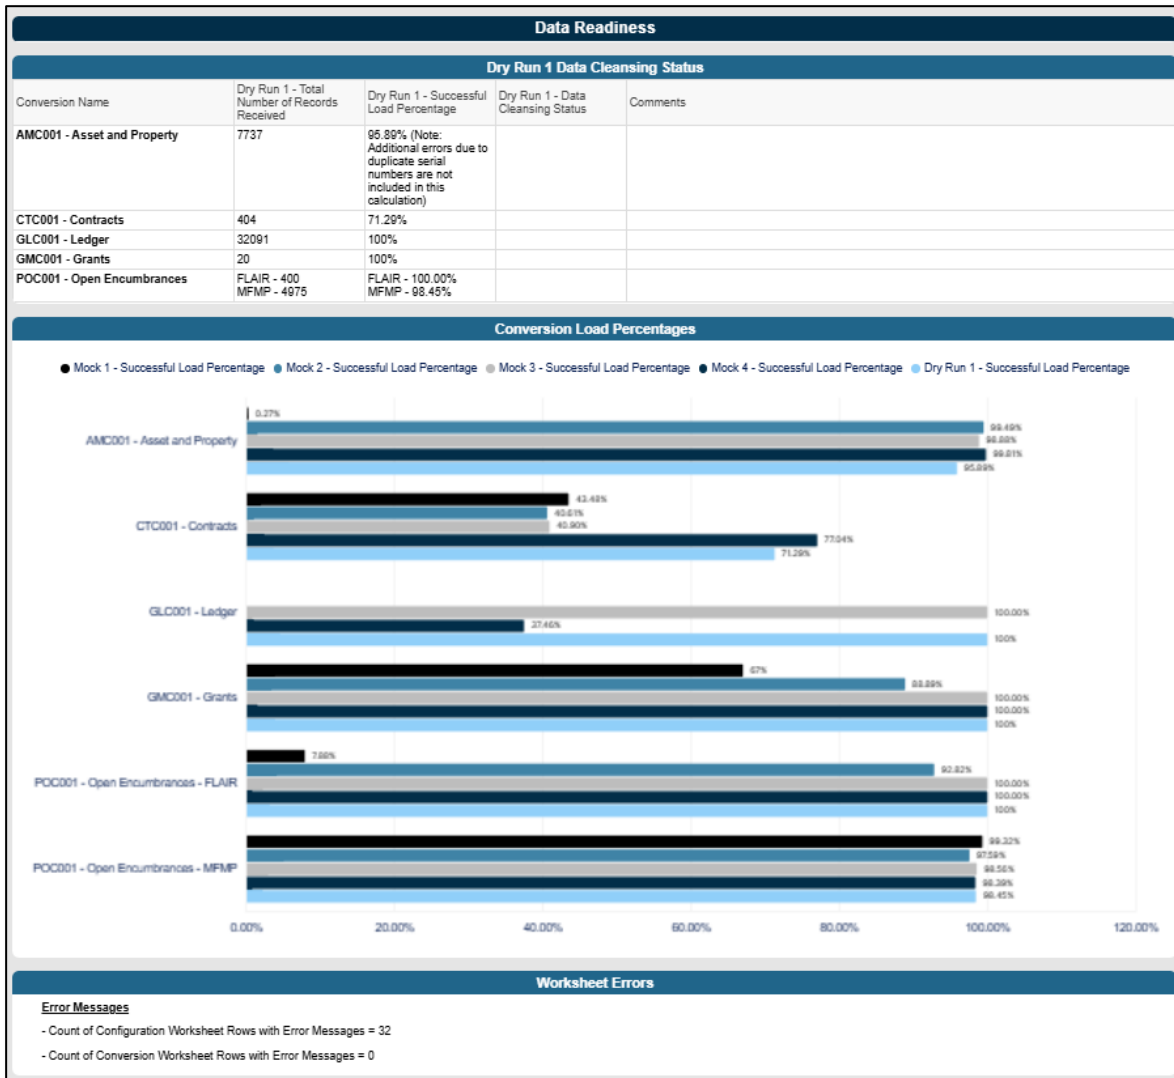 Data Readiness
Dry Run 1 Data Cleansing Status
Conversion Name
Dry Run 1 - Total
Number of Records
Received
Dry Run 1 - Successful
Load Percentage
Dry Run 1 - Data
Cleansing Status
Comments
AMC001 - Asset and Property
7737
95.89% (Note:
Additional errors due to
duplicate serial
numbers are not
included in this
calculation)
CTC001 - Contracts
404
71.29%
GLC001 - Ledger
32091
100%
GMC001 - Grants
20
100%
POC001 - Open Encumbrances
FLAIR - 400
MFMP - 4975
FLAIR - 100.00%
MFMP - 98.45%
Conversion Load Percentages
Mock 1 - Successful Load Percentage
Mock 2 - Successful Load Percentage
Mock 3 - Successful Load Percentage
Mock 4 - Successful Load Percentage
Dry Run 1 - Successful Load Percentage
AMC001 - Asset and Property
0.27%
99.49%
98.88%
99.81%
95.89%
CTC001 - Contracts
43.48%
40.61%
40.90%
77.04%
71.29%
GLC001 - Ledger
100.00%
37.46%
100%
GMC001 - Grants
67%
88.89%
100.00%
100.00%
100%
POC001 - Open Encumbrances - FLAIR
92.82%
100.00%
100.00%
100%
POC001 - Open Encumbrances - MFMP
99.32%
97.59%
98.56%
98.39%
98.45%
0.00%
20.00%
40.00%
60.00%
80.00%
100.00%
120.00%
Worksheet Errors
Error Messages
- Count of Configuration Worksheet Rows with Error Messages = 32
- Count of Conversion Worksheet Rows with Error Messages = 0